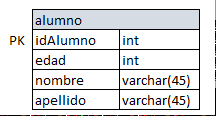 alumno
PK idAlumno int
edad int
nombre varchar(45)
apellido varchar(45)